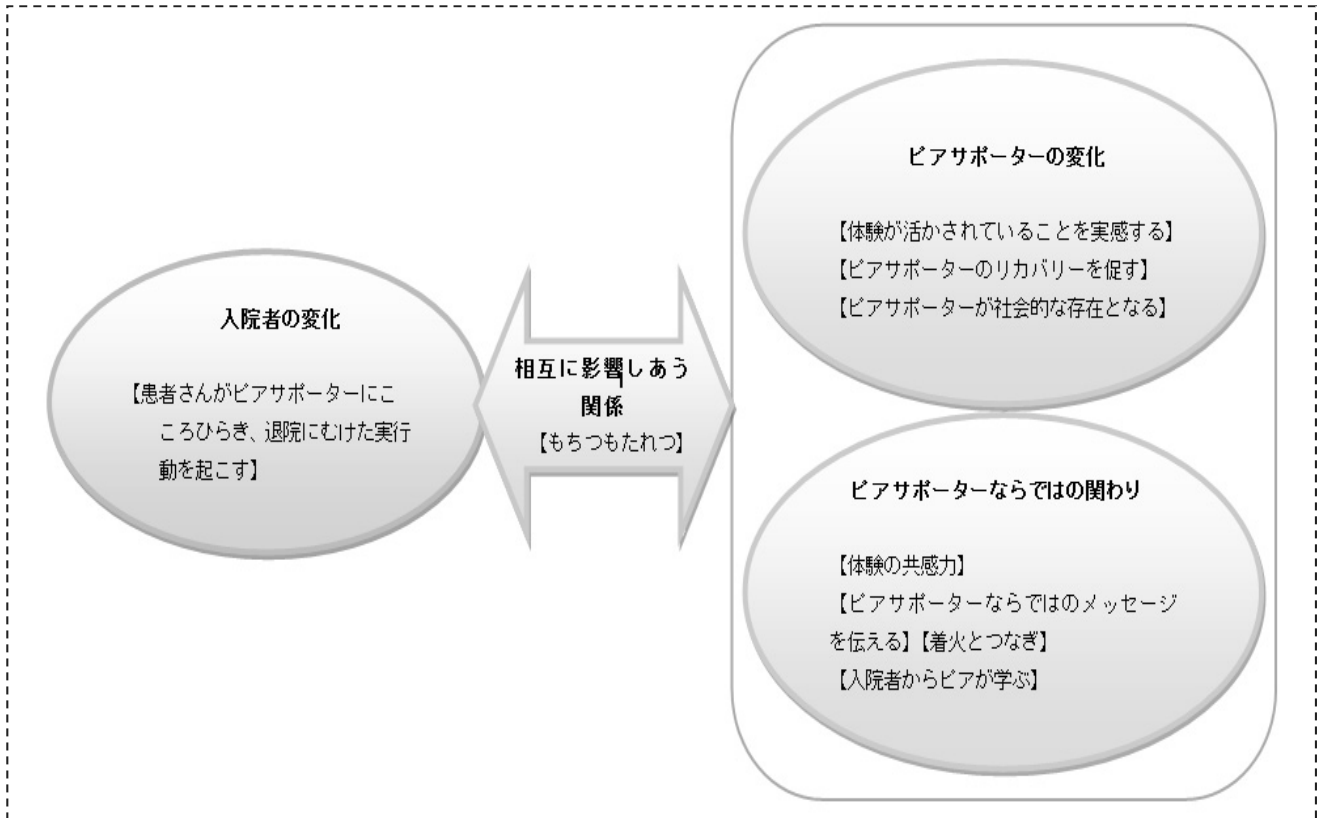 入院者の変化
【患者さんがピアサポーターにこ
ころひらき、退院にむけた実行
動を起こす】
相互に影響しあう
関係
【もちつもたれつ】
ピアサポーターの変化
【体験が活かされていることを実感する】
【ピアサポーターのリカバリーを促す】
【ピアサポーターが社会的な存在となる】
ピアサポーターならではの関わり
【体験の共感力】
【ピアサポーターならではのメッセージ
を伝える】【着火とつなぎ】
【入院者からピアが学ぶ】